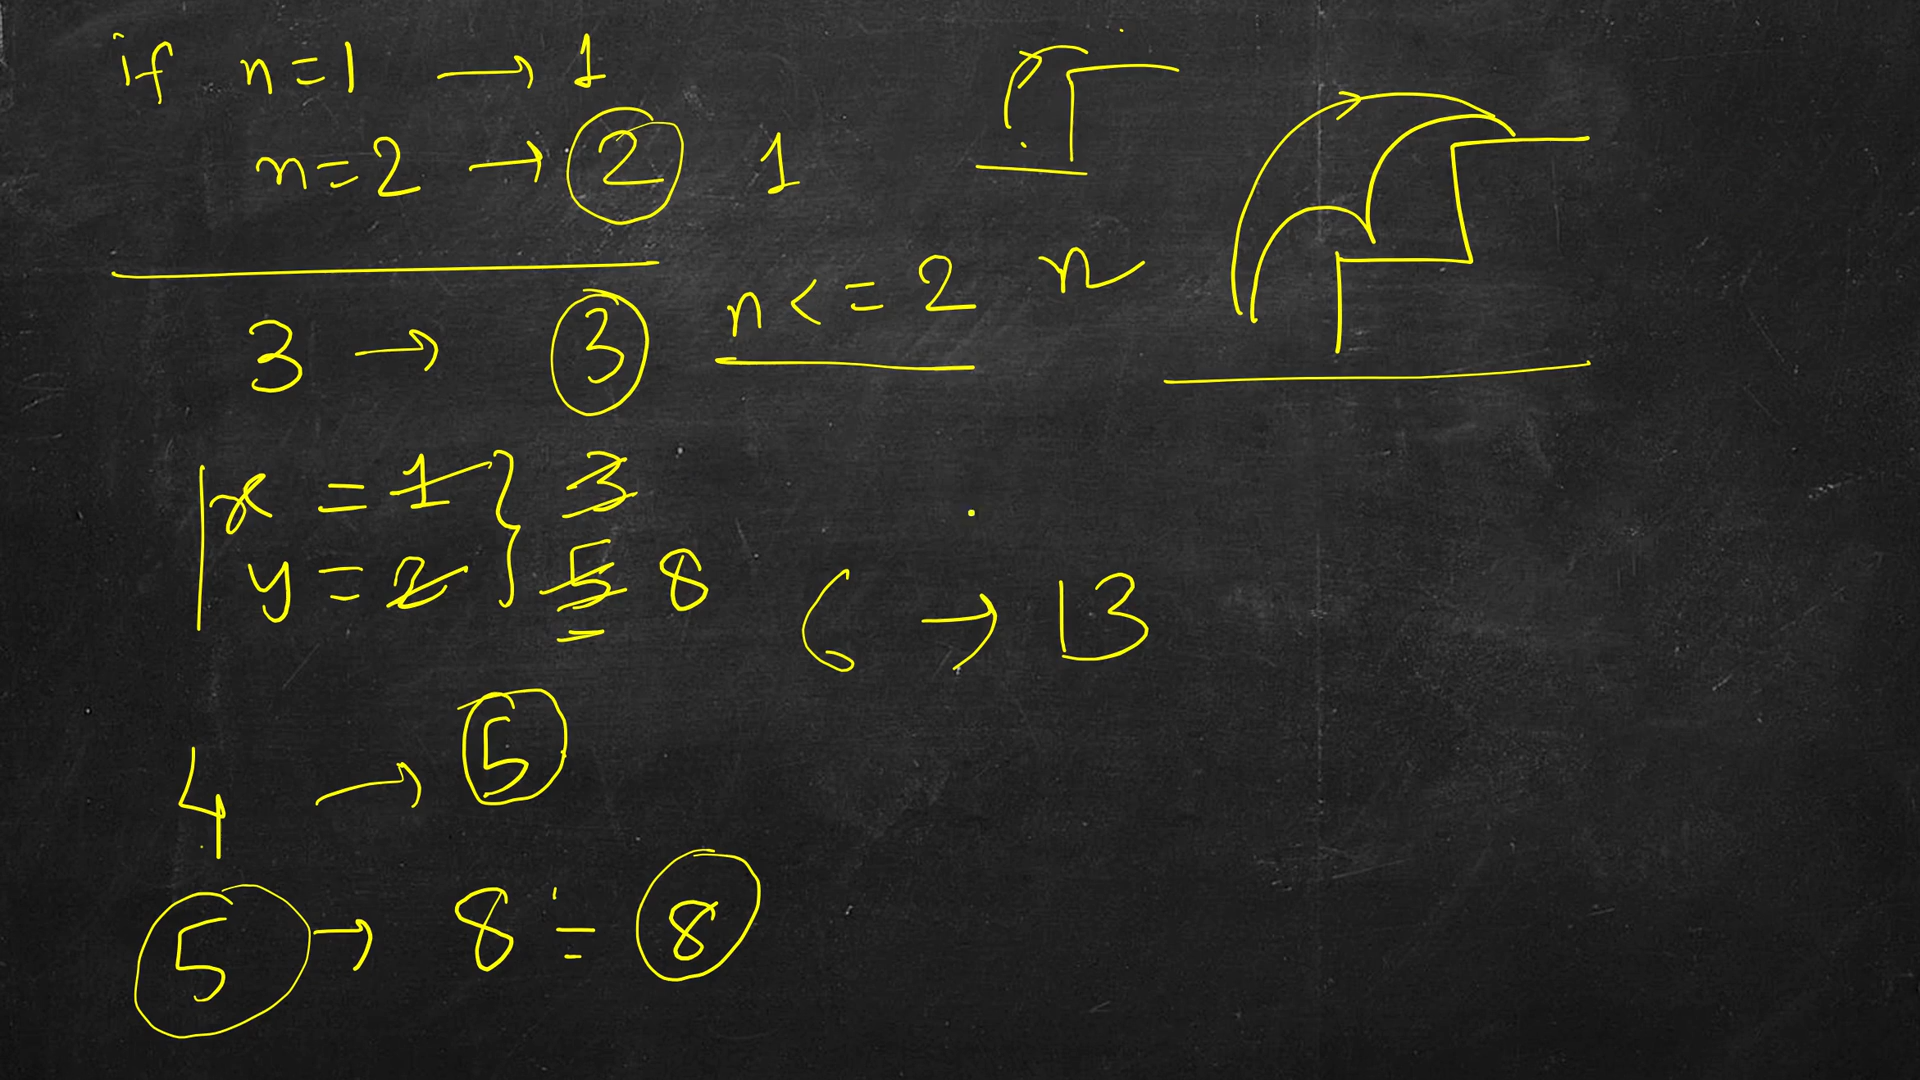 if n=1 → 1
n=2 → 2 1
n<=2 n
3 → 3
x = 1 3
y = 2 5 8
6 → 13
4 → 5
5 → 8 = 8